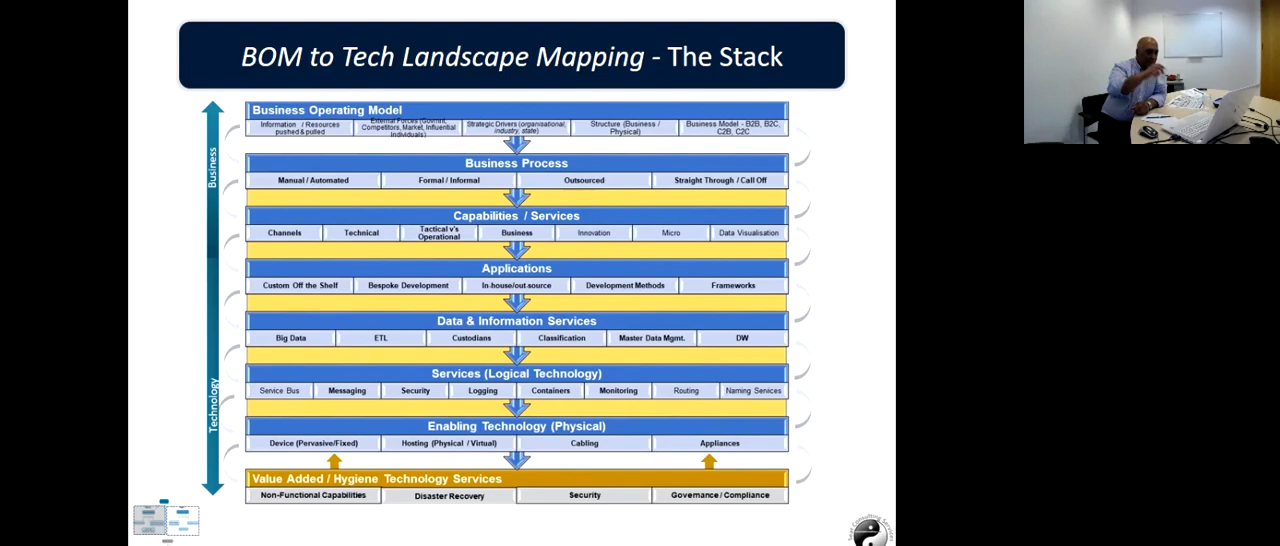 BOM to Tech Landscape Mapping - The Stack
Business
Technology
Business Operating Model
Information / Resources
pushed & pulled
External Forces (Govmnt,
Competitors, Market, Influential
Individuals)
Strategic Drivers (organisational,
industry, state)
Structure (Business /
Physical)
Business Model - B2B, B2C,
C2B, C2C
Business Process
Manual / Automated
Formal / Informal
Outsourced
Straight Through / Call Off
Capabilities / Services
Channels
Technical
Tactical v's
Operational
Business
Innovation
Micro
Data Visualisation
Applications
Custom Off the Shelf
Bespoke Development
In-house/out-source
Development Methods
Frameworks
Data & Information Services
Big Data
ETL
Custodians
Classification
Master Data Mgmt.
DW
Services (Logical Technology)
Service Bus
Messaging
Security
Logging
Containers
Monitoring
Routing
Naming Services
Enabling Technology (Physical)
Device (Pervasive/Fixed)
Hosting (Physical / Virtual)
Cabling
Appliances
Value Added / Hygiene Technology Services
Non-Functional Capabilities
Disaster Recovery
Security
Governance / Compliance
Consulting